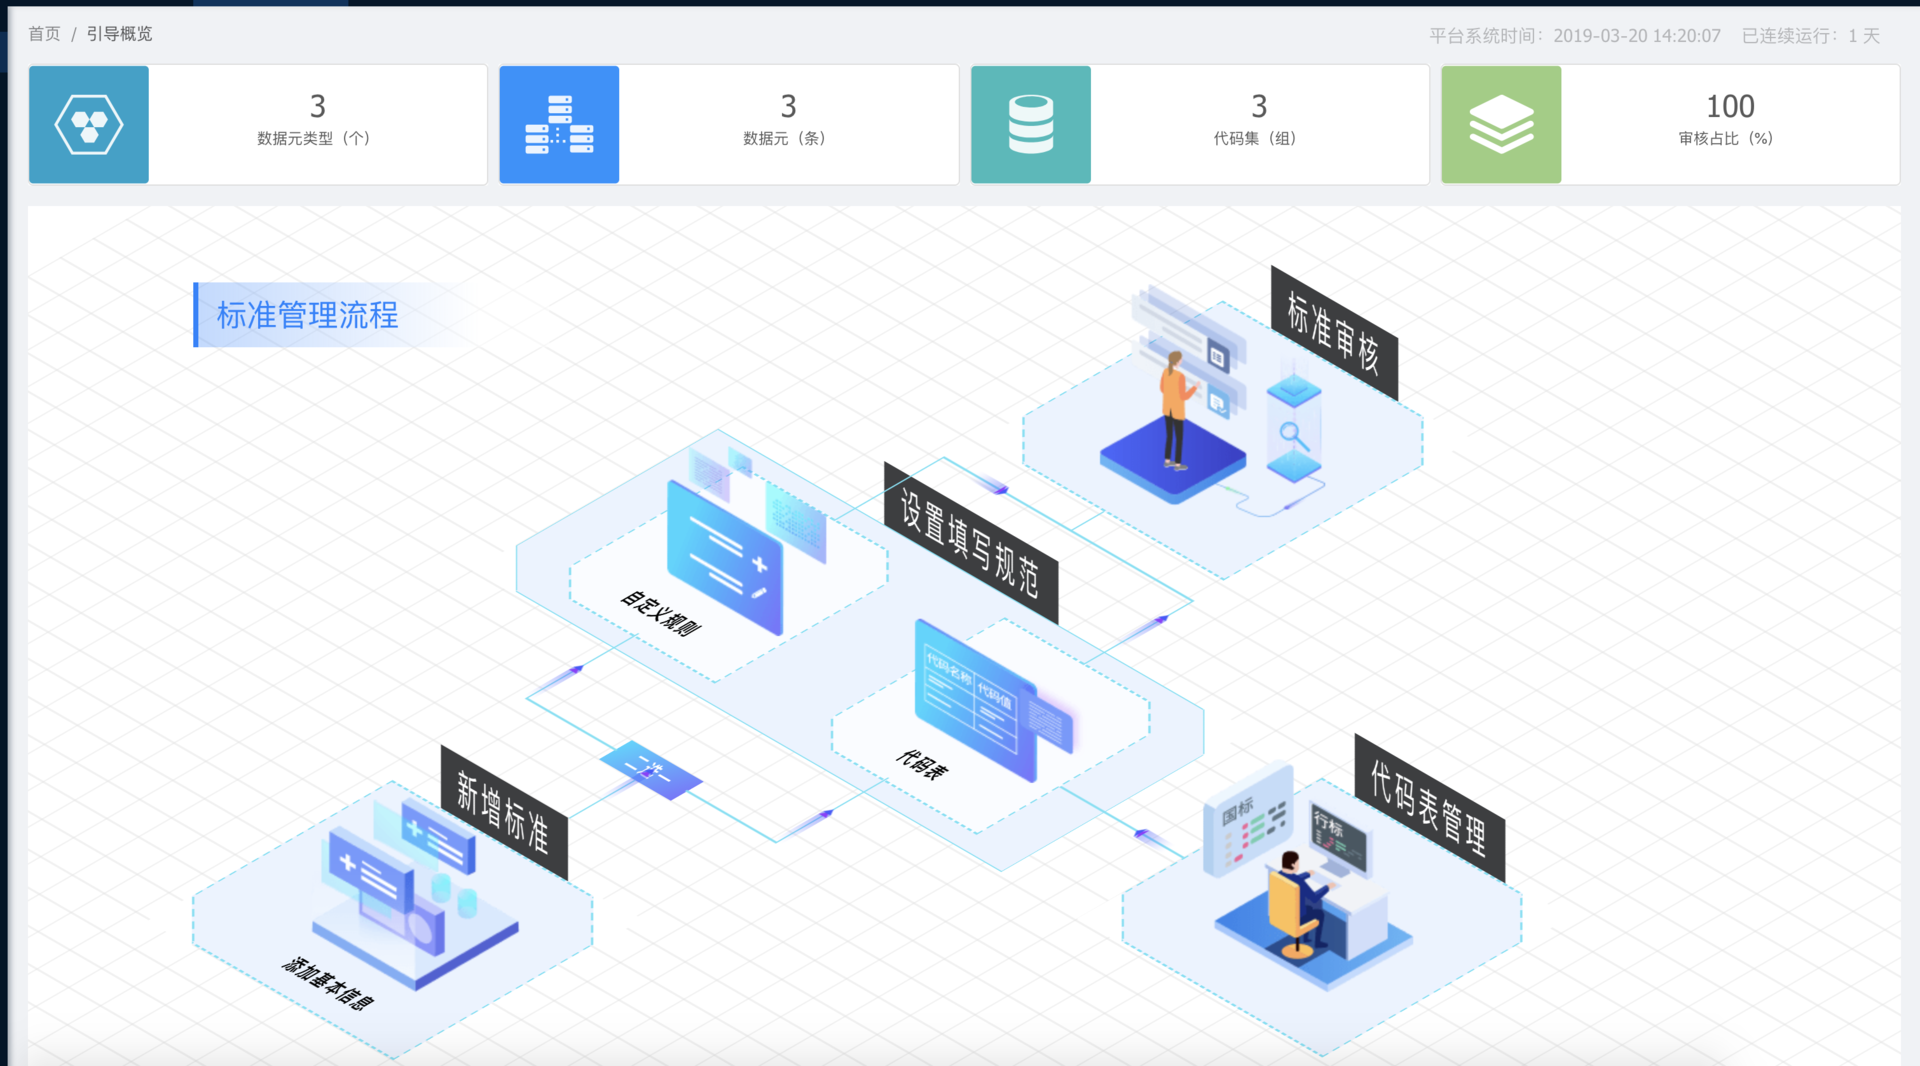 首页 / 引导概览
平台系统时间：2019-03-20 14:20:07 已连续运行：1 天
3
数据元类型（个）
3
数据元（条）
3
代码集（组）
100
审核占比（%）
标准管理流程
标准审核
设置填写规范
自定义规则
代码名称 代码值
代码表
二选一
新增标准
添加基本信息
代码表管理
国标
行标